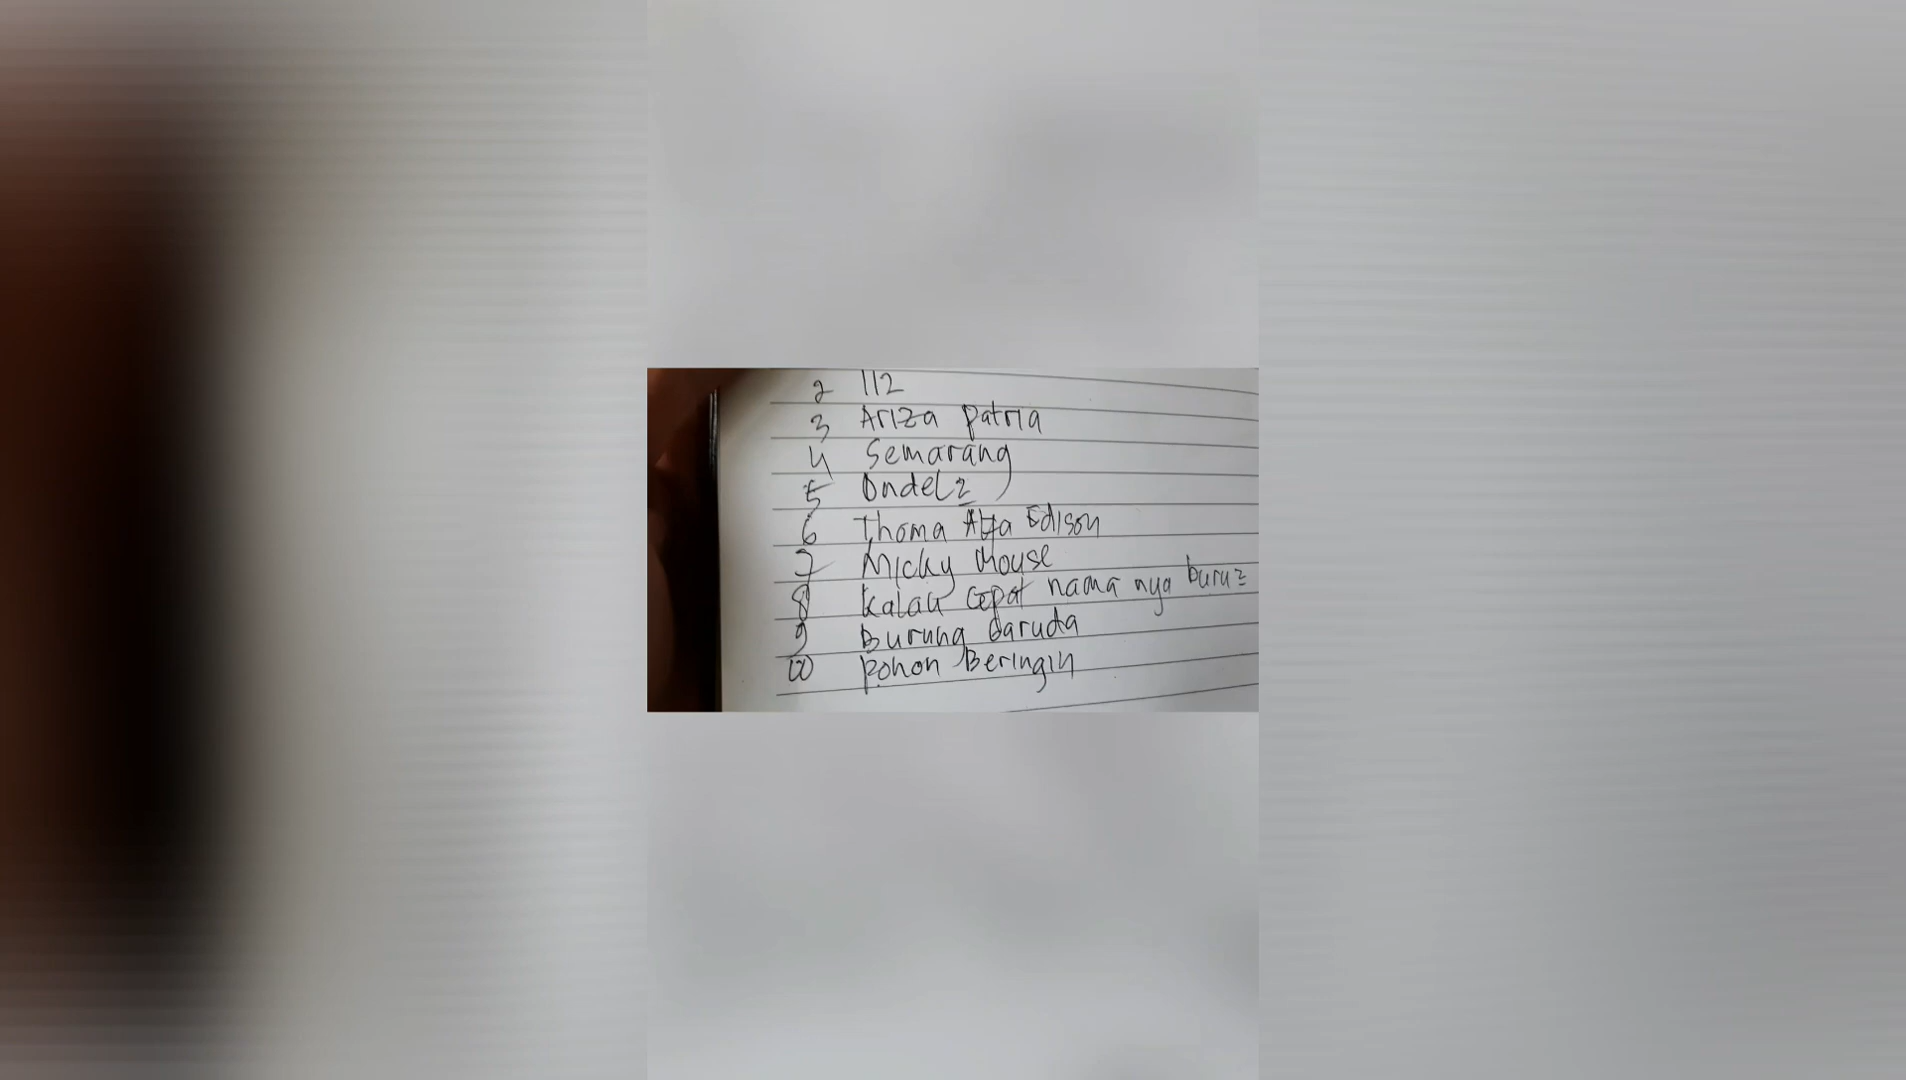 2 112
3 Ariza Patria
4 Semarang
5 Ondel2
6 Thoma Edison
7 Micky Mouse
8 Kalau cepat nama nya buru2
9 Burung Garuda
10 Pohon Beringin